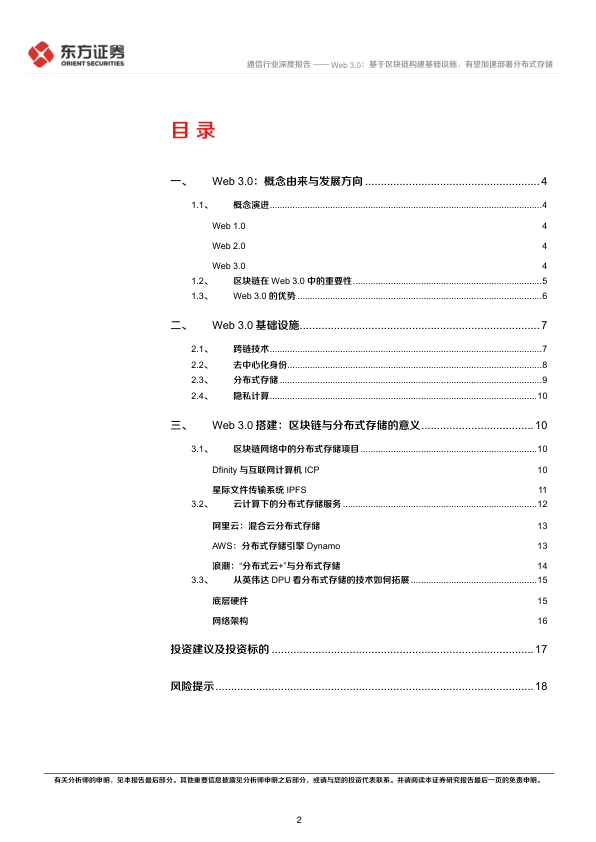 东方证券
ORIENT SECURITIES
通信行业深度报告 —— Web 3.0：基于区块链构建基础设施，有望加速部署分布式存储
目 录
一、 Web 3.0：概念由来与发展方向 ........................................................ 4
1.1、 概念演进.............................................................................................................4
Web 1.0 4
Web 2.0 4
Web 3.0 4
1.2、 区块链在 Web 3.0 中的重要性............................................................................5
1.3、 Web 3.0 的优势 ..................................................................................................6
二、 Web 3.0 基础设施............................................................................. 7
2.1、 跨链技术.............................................................................................................7
2.2、 去中心化身份......................................................................................................8
2.3、 分布式存储 .........................................................................................................9
2.4、 隐私计算...........................................................................................................10
三、 Web 3.0 搭建：区块链与分布式存储的意义.................................... 10
3.1、 区块链网络中的分布式存储项目 .......................................................................10
Dfinity 与互联网计算机 ICP 10
星际文件传输系统 IPFS 11
3.2、 云计算下的分布式存储服务 ..............................................................................12
阿里云：混合云分布式存储 13
AWS：分布式存储引擎 Dynamo 13
浪潮：“分布式云+”与分布式存储 14
3.3、 从英伟达 DPU 看分布式存储的技术如何拓展 ...................................................15
底层硬件 15
网络架构 16
投资建议及投资标的 .................................................................................... 17
风险提示...................................................................................................... 18
有关分析师的申明，见本报告最后部分。其他重要信息披露见分析师申明之后部分，或请与您的投资代表联系。并请阅读本证券研究报告最后一页的免责申明。
2